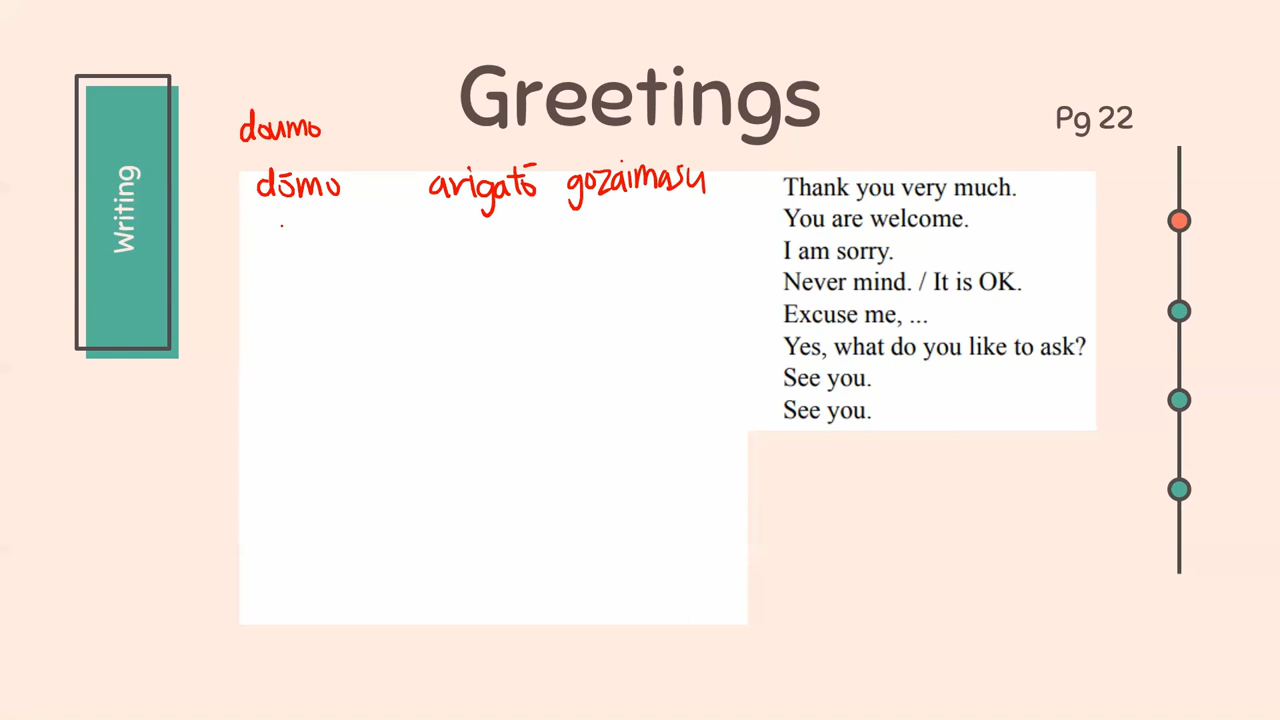 Greetings
Pg 22
Writing
doumo
dōmo arigatō gozaimasu
Thank you very much.
You are welcome.
I am sorry.
Never mind. / It is OK.
Excuse me, ...
Yes, what do you like to ask?
See you.
See you.